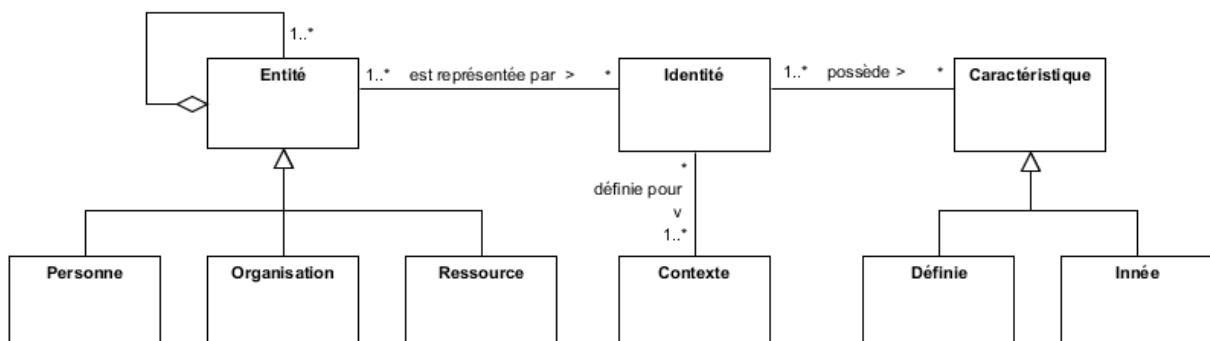 1..*
Entité
1..* est représentée par > *
Identité
1..* possède > *
Caractéristique
*
définie pour
v
1..*
Personne
Organisation
Ressource
Contexte
Définie
Innée